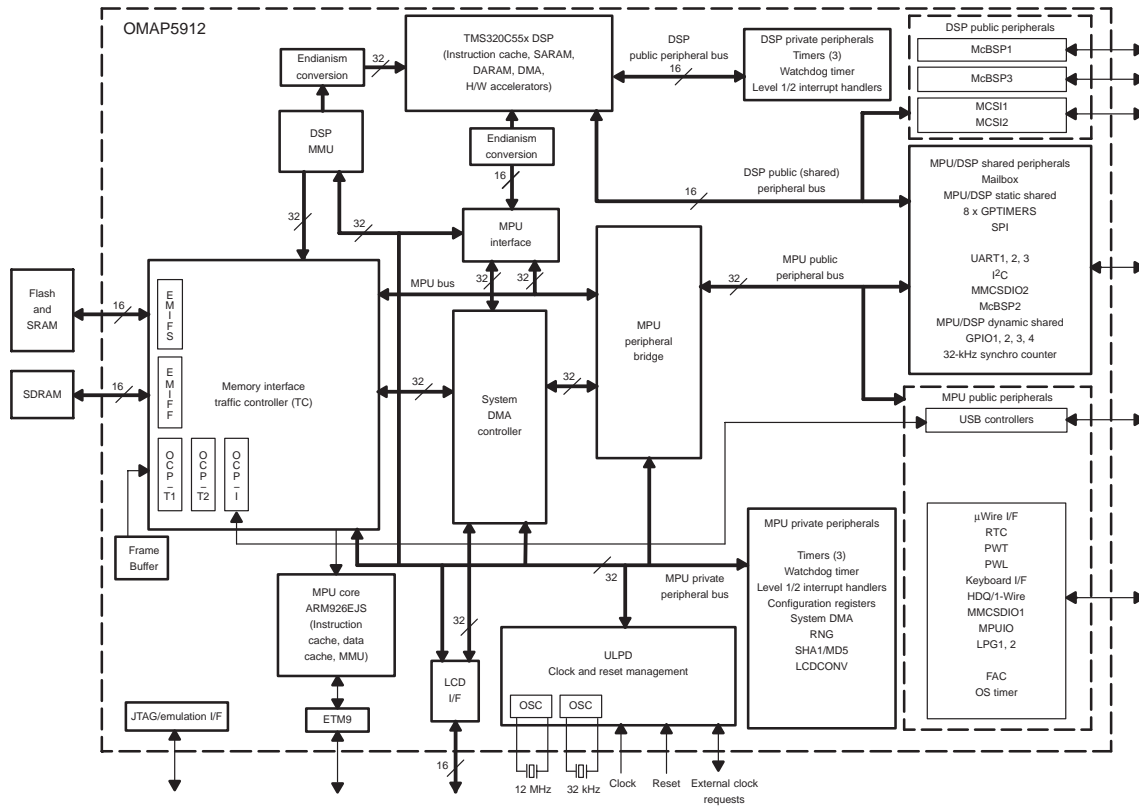 OMAP5912
TMS320C55x DSP
(Instruction cache, SARAM,
DARAM, DMA,
H/W accelerators)
Endianism
conversion
32
DSP
public peripheral bus
16
DSP private peripherals
Timers (3)
Watchdog timer
Level 1/2 interrupt handlers
DSP public peripherals
McBSP1
McBSP3
MCSI1
MCSI2
DSP
MMU
Endianism
conversion
16
DSP public (shared)
peripheral bus
16
32
32
MPU
interface
32
32
MPU/DSP shared peripherals
Mailbox
MPU/DSP static shared
8 x GPTIMERS
SPI
UART1, 2, 3
I2C
MMCSDIO2
McBSP2
MPU/DSP dynamic shared
GPIO1, 2, 3, 4
32-kHz synchro counter
MPU public
peripheral bus
32
MPU bus
Flash
and
SRAM
16
EMIFS
SDRAM
16
EMIFF
Memory interface
traffic controller (TC)
32
System
DMA
controller
32
MPU
peripheral
bridge
OCP_T1
OCP_T2
OCP_I
Frame
Buffer
MPU public peripherals
USB controllers
µWire I/F
RTC
PWT
PWL
Keyboard I/F
HDQ/1-Wire
MMCSDIO1
MPUIO
LPG1, 2
FAC
OS timer
MPU private peripherals
Timers (3)
Watchdog timer
Level 1/2 interrupt handlers
Configuration registers
System DMA
RNG
SHA1/MD5
LCDCONV
32
MPU private
peripheral bus
MPU core
ARM926EJS
(Instruction
cache, data
cache, MMU)
32
LCD
I/F
ULPD
Clock and reset management
OSC
OSC
JTAG/emulation I/F
ETM9
16
12 MHz
32 kHz
Clock
Reset
External clock
requests